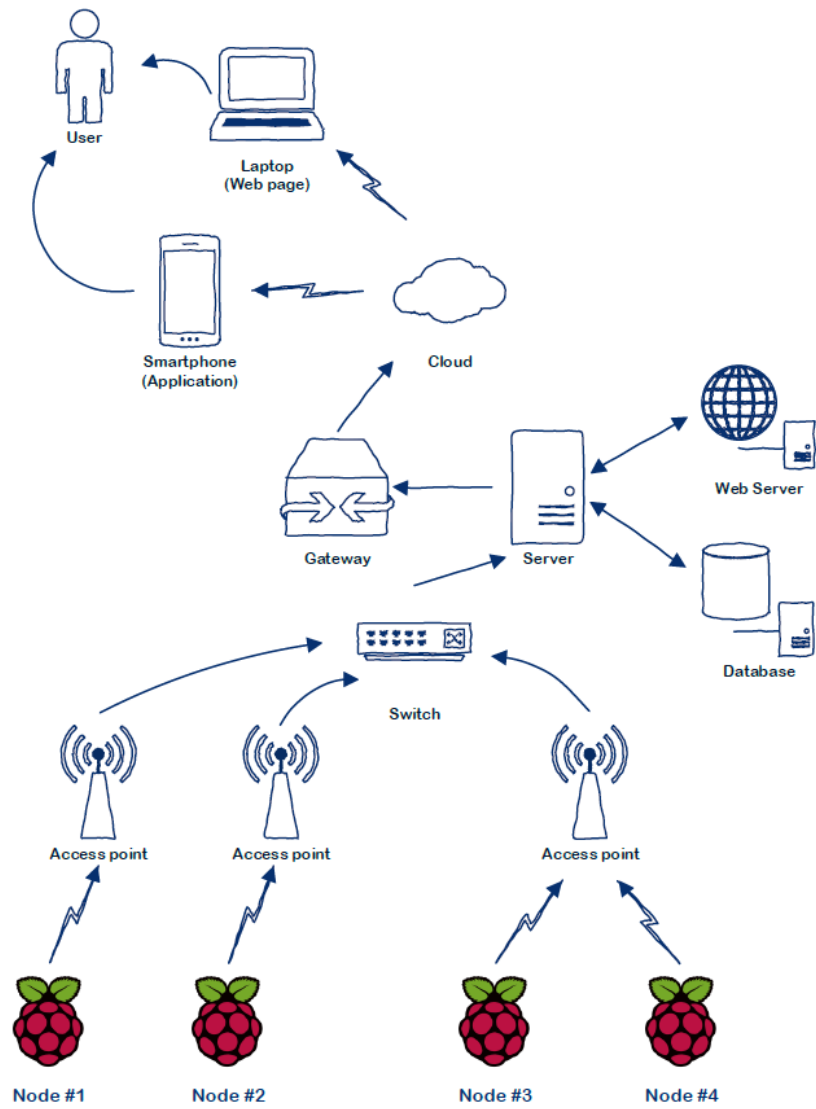 User
Laptop
(Web page)
Smartphone
(Application)
Cloud
Web Server
Gateway
Server
Database
Switch
Access point
Access point
Access point
Node #1
Node #2
Node #3
Node #4